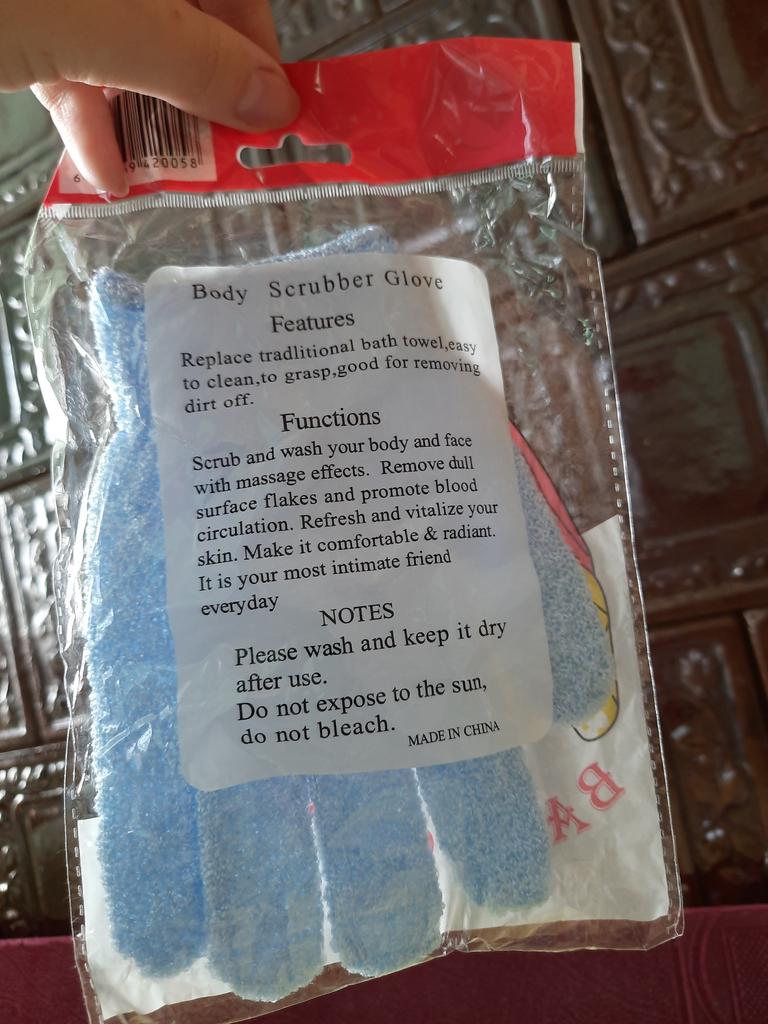 6 9420058
Body Scrubber Glove
Features
Replace tradlitional bath towel,easy
to clean,to grasp,good for removing
dirt off.
Functions
Scrub and wash your body and face
with massage effects. Remove dull
surface flakes and promote blood
circulation. Refresh and vitalize your
skin. Make it comfortable & radiant.
It is your most intimate friend
everyday
NOTES
Please wash and keep it dry
after use.
Do not expose to the sun,
do not bleach.
MADE IN CHINA
BA